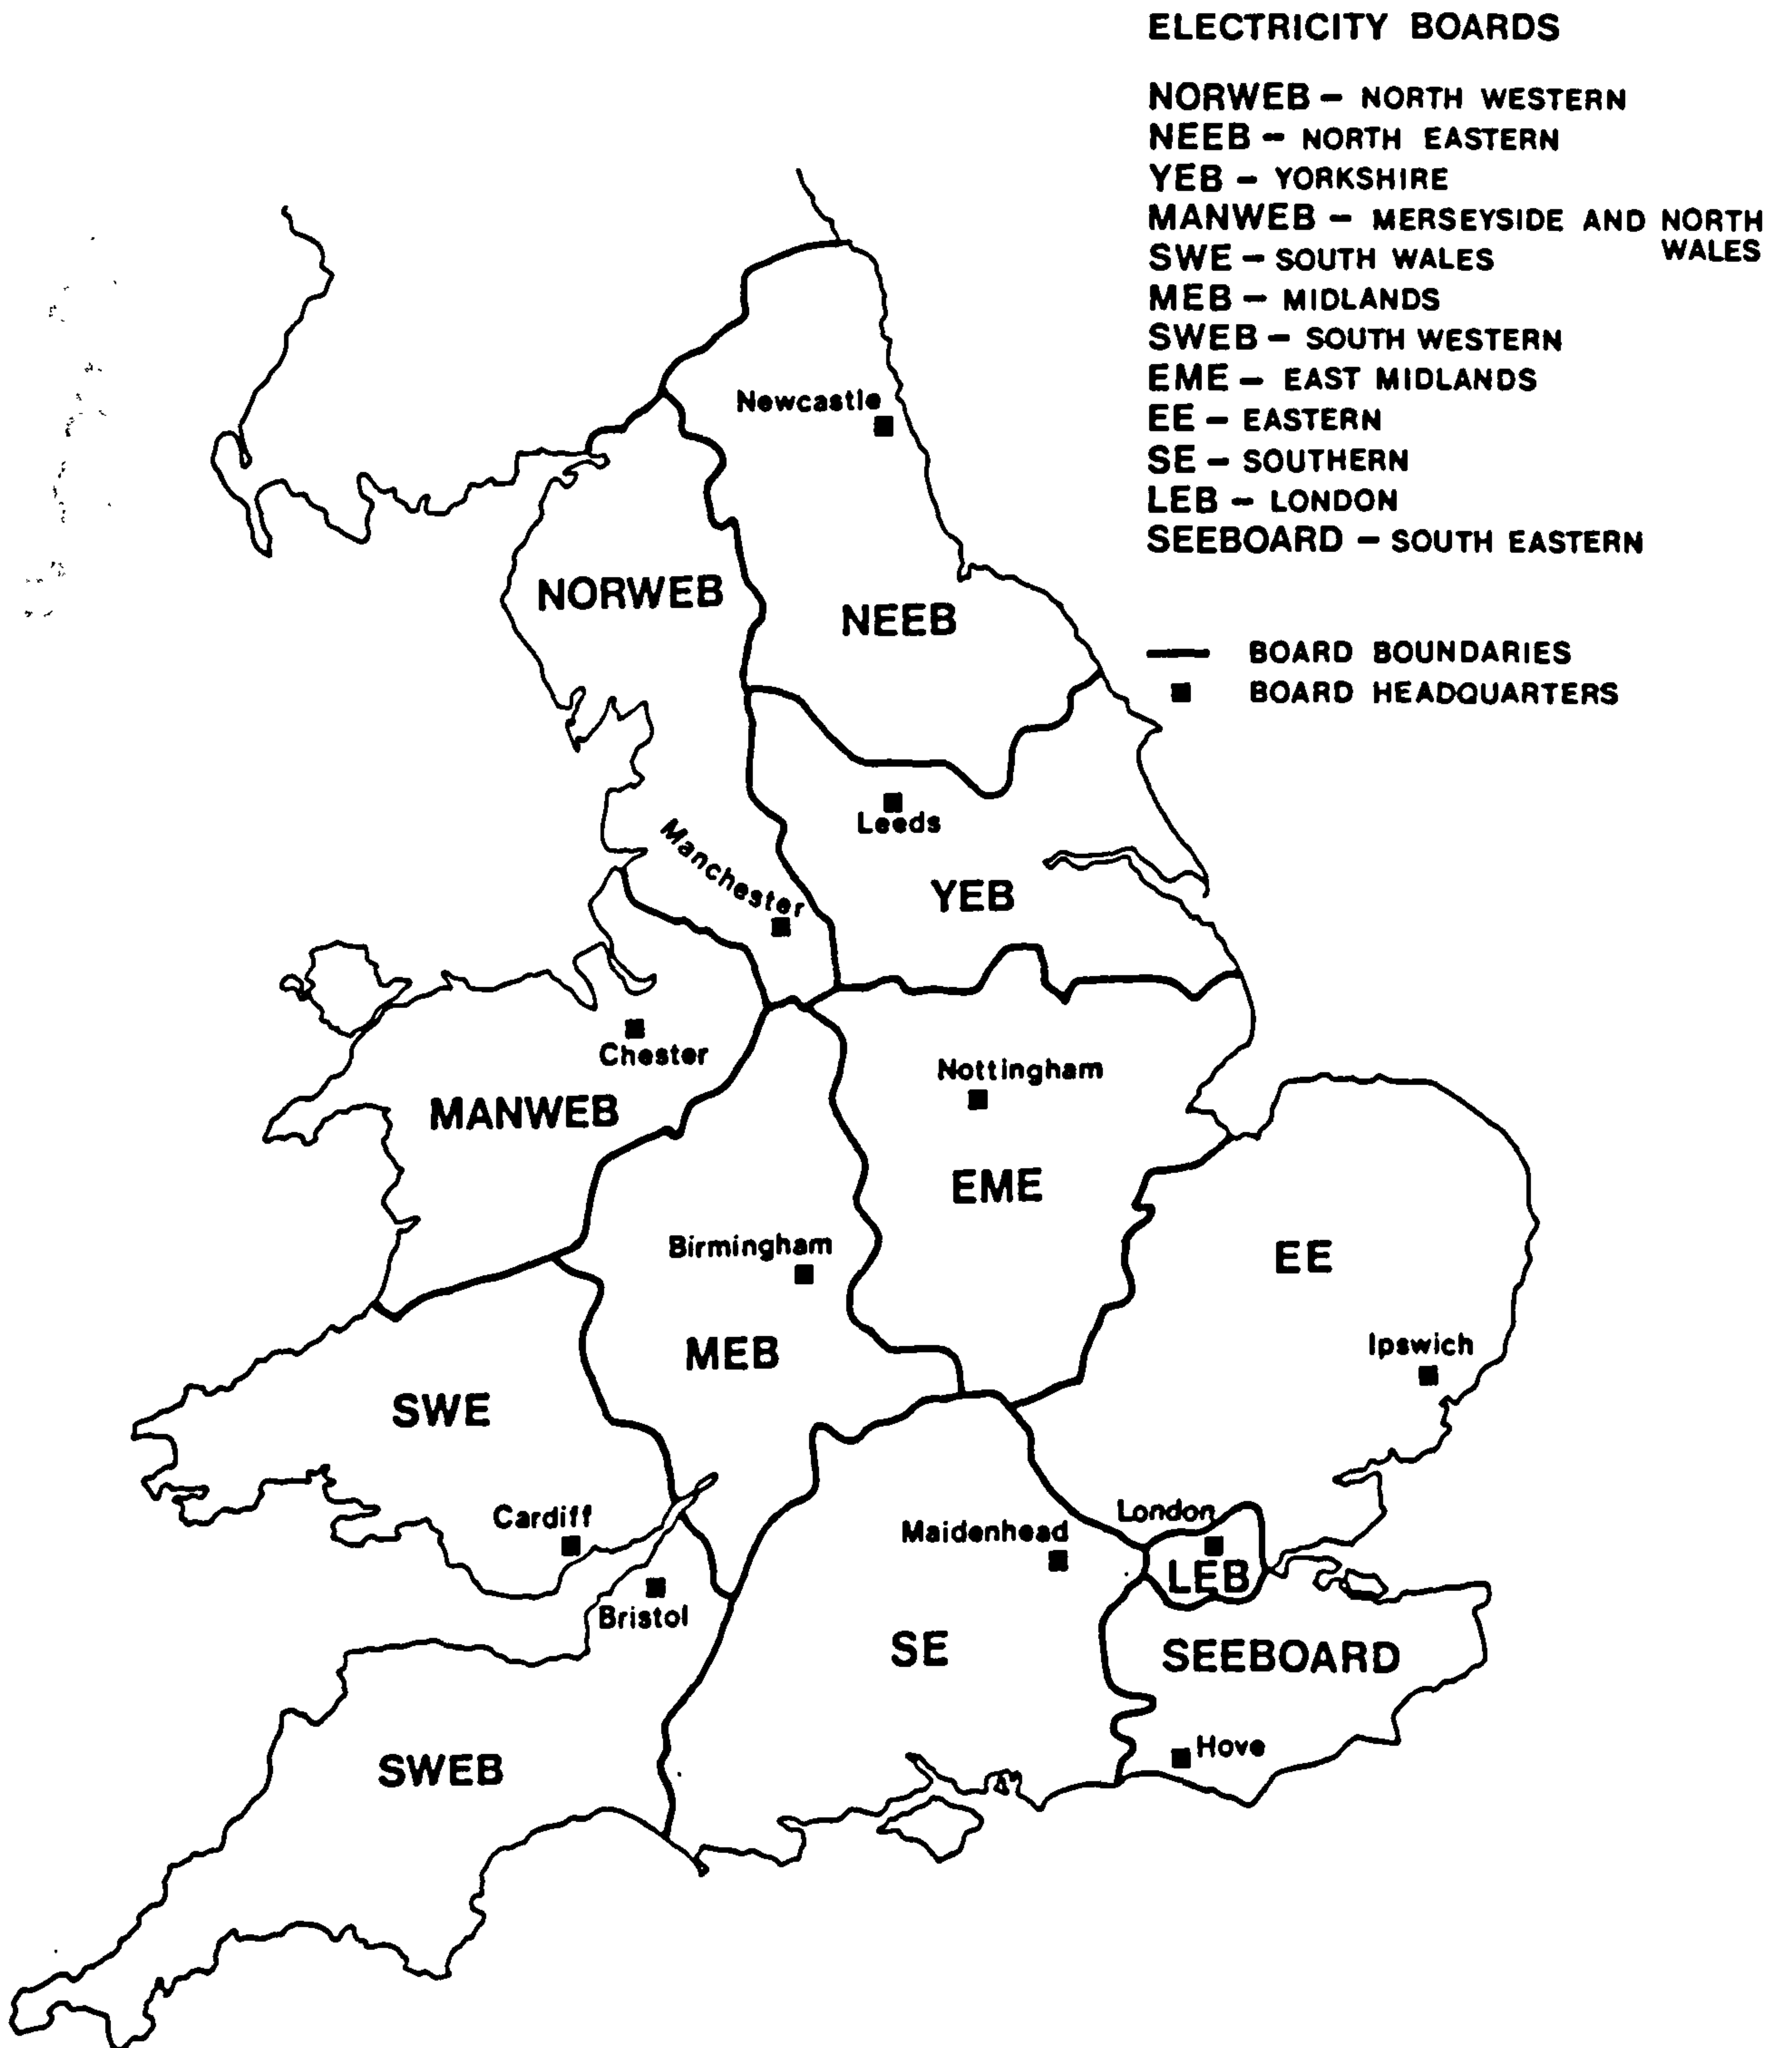 ELECTRICITY BOARDS
NORWEB – NORTH WESTERN
NEEB – NORTH EASTERN
YEB – YORKSHIRE
MANWEB – MERSEYSIDE AND NORTH
WALES
SWE – SOUTH WALES
MEB – MIDLANDS
SWEB – SOUTH WESTERN
EME – EAST MIDLANDS
EE – EASTERN
SE – SOUTHERN
LEB – LONDON
SEEBOARD – SOUTH EASTERN
BOARD BOUNDARIES
BOARD HEADQUARTERS
Newcastle
NORWEB
NEEB
Leeds
Manchester
YEB
Chester
Nottingham
MANWEB
EME
Birmingham
EE
Ipswich
MEB
SWE
Cardiff
London
Maidenhead
LEB
Bristol
SE
SEEBOARD
Hove
SWEB